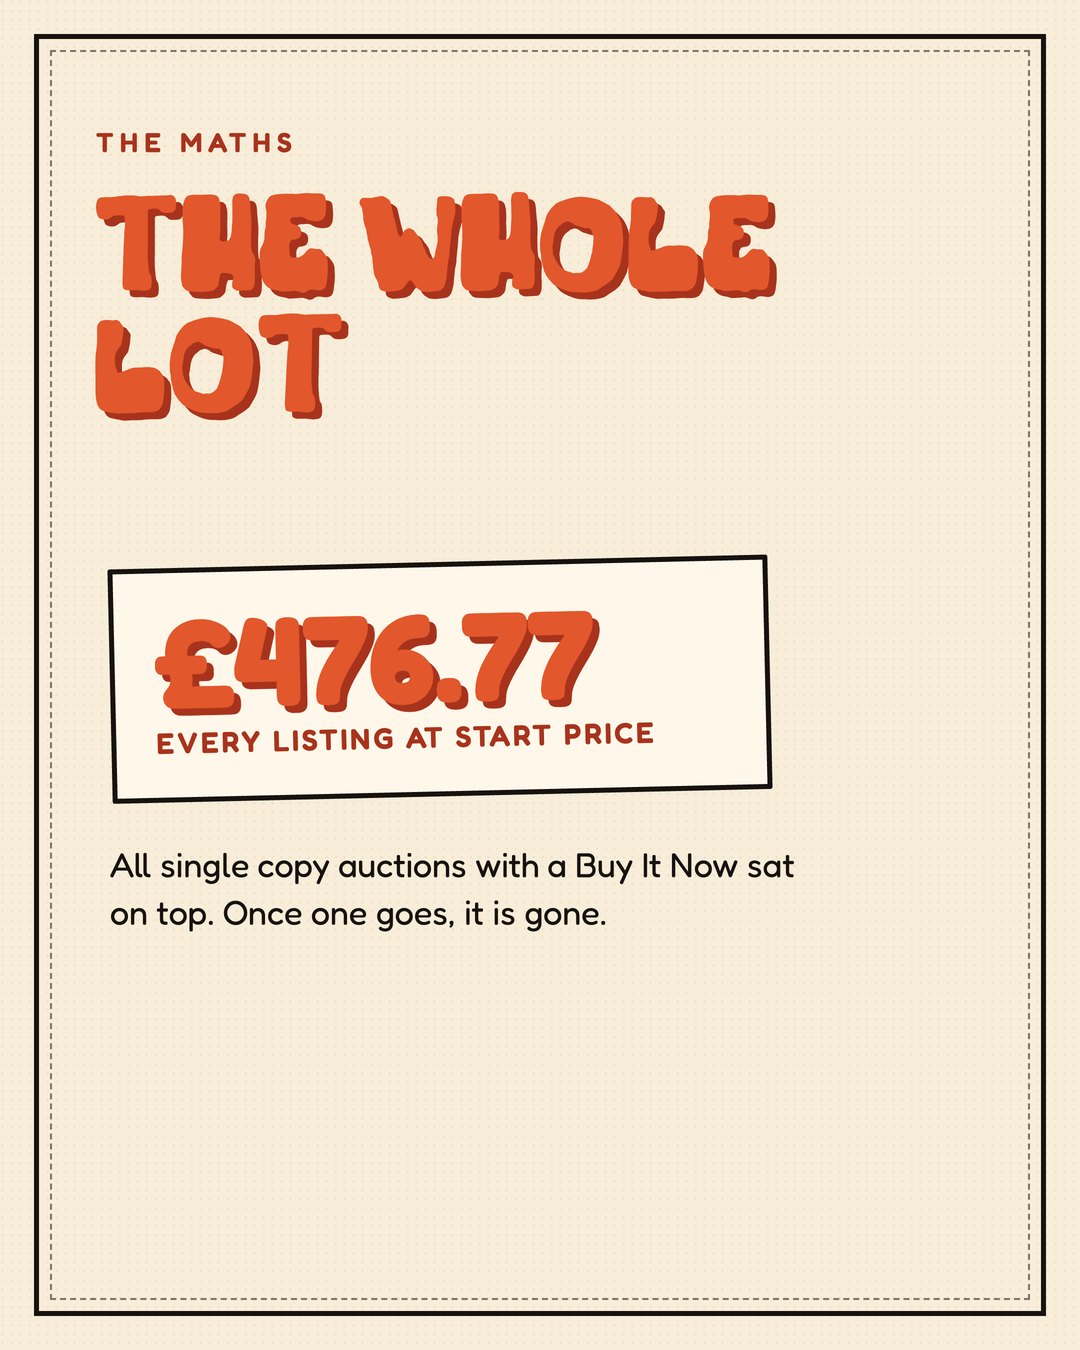 THE MATHS
THE WHOLE
LOT
£476.77
EVERY LISTING AT START PRICE
All single copy auctions with a Buy It Now sat
on top. Once one goes, it is gone.